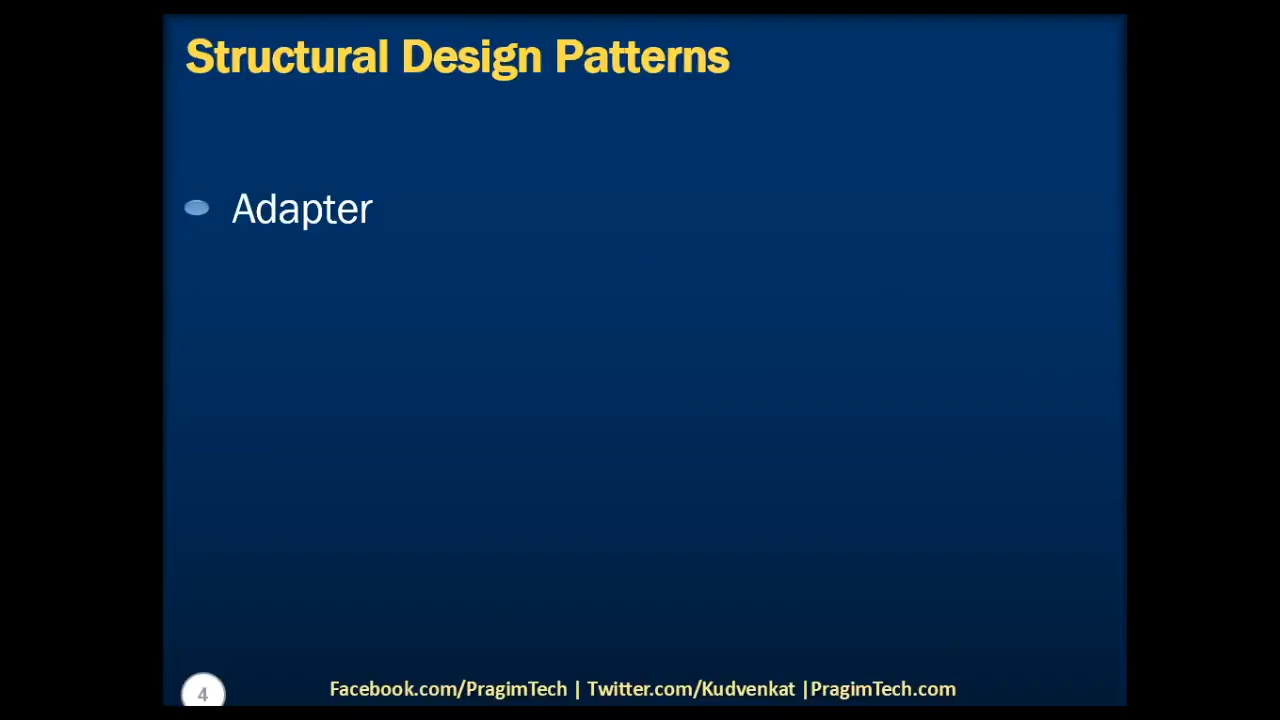 Structural Design Patterns
Adapter
4
Facebook.com/PragimTech | Twitter.com/Kudvenkat |PragimTech.com